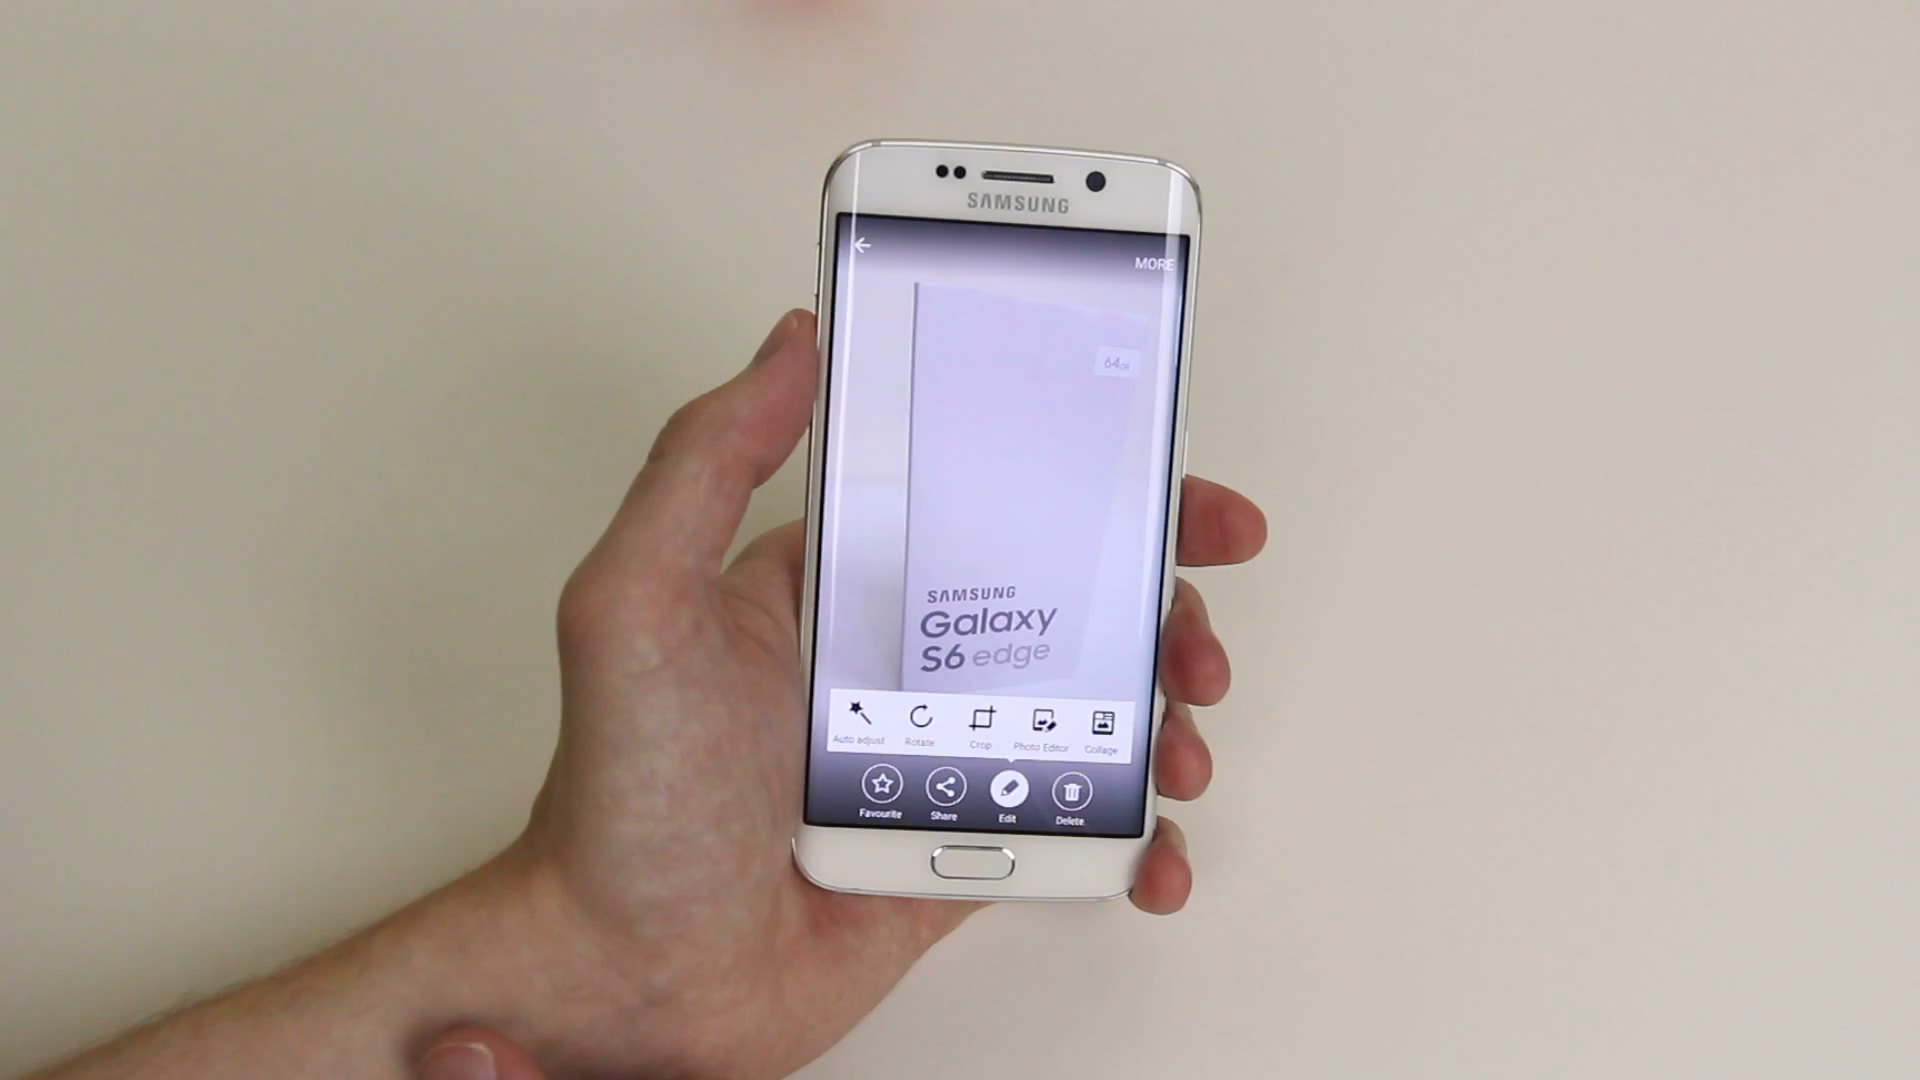 SAMSUNG
MORE
64GB
SAMSUNG
Galaxy
S6 edge
Auto adjust
Rotate
Crop
Photo Editor
Collage
Favourite
Share
Edit
Delete